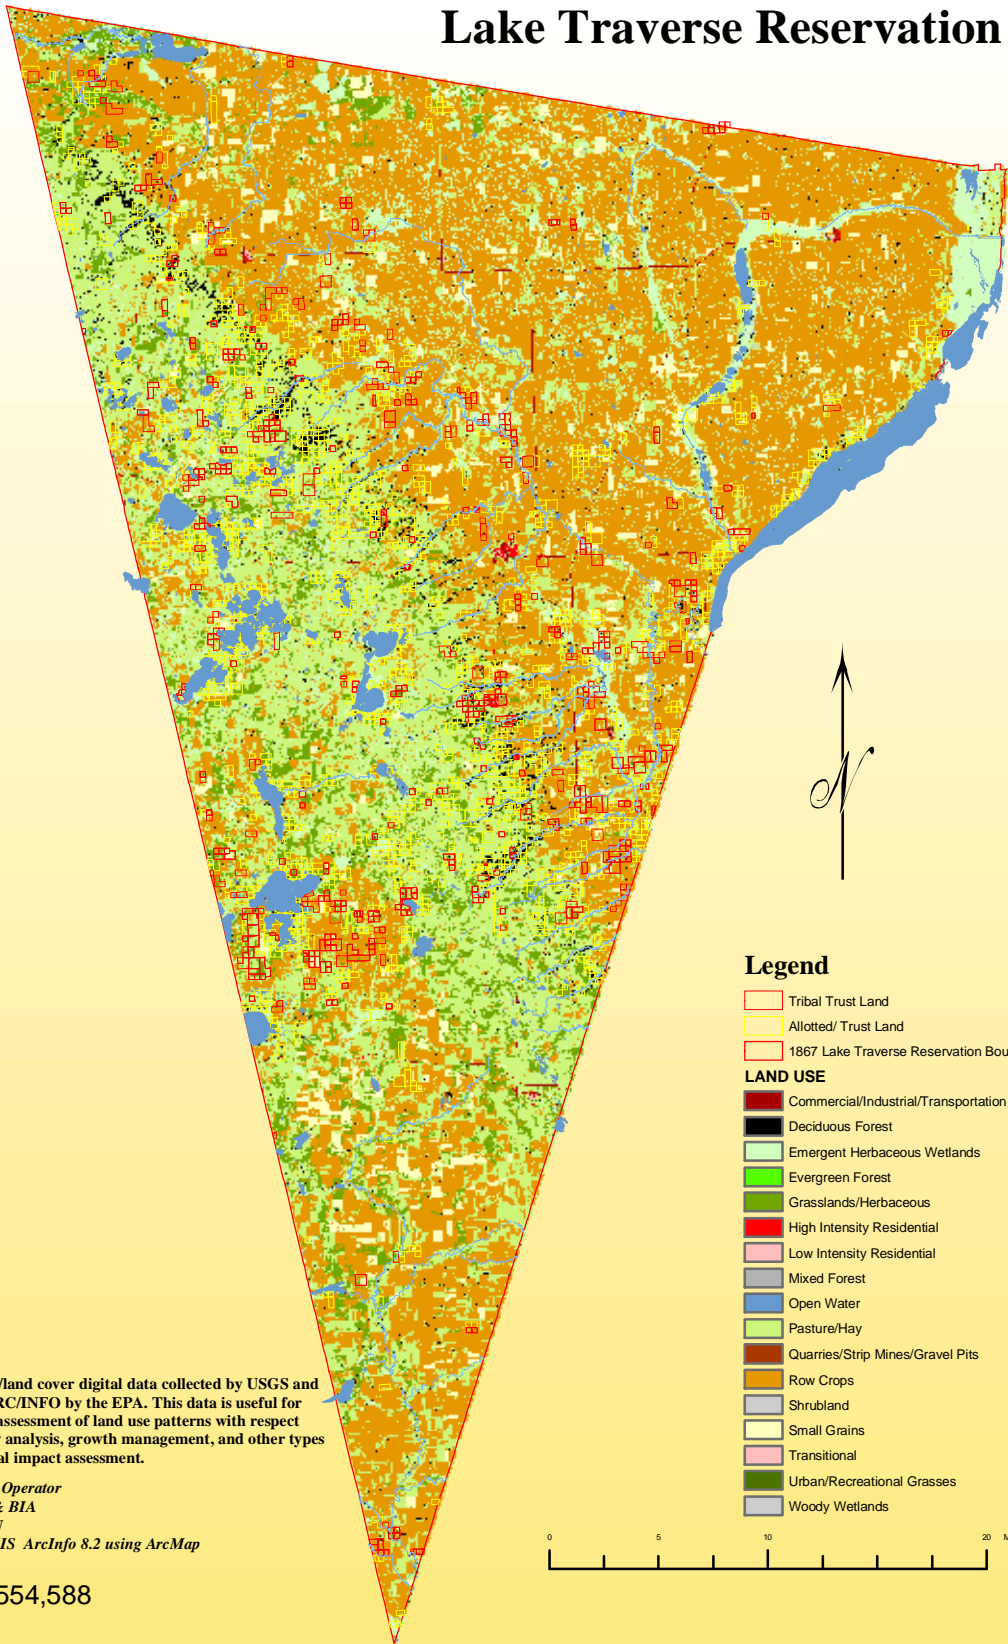 Lake Traverse Reservation
N
Legend
Tribal Trust Land
Allotted/ Trust Land
1867 Lake Traverse Reservation Bou
LAND USE
Commercial/Industrial/Transportation
Deciduous Forest
Emergent Herbaceous Wetlands
Evergreen Forest
Grasslands/Herbaceous
High Intensity Residential
Low Intensity Residential
Mixed Forest
Open Water
Pasture/Hay
Quarries/Strip Mines/Gravel Pits
Row Crops
Shrubland
Small Grains
Transitional
Urban/Recreational Grasses
Woody Wetlands
/land cover digital data collected by USGS and
RC/INFO by the EPA. This data is useful for
assessment of land use patterns with respect
analysis, growth management, and other types
al impact assessment.
Operator
& BIA
IS ArcInfo 8.2 using ArcMap
554,588
0 5 10 20 M